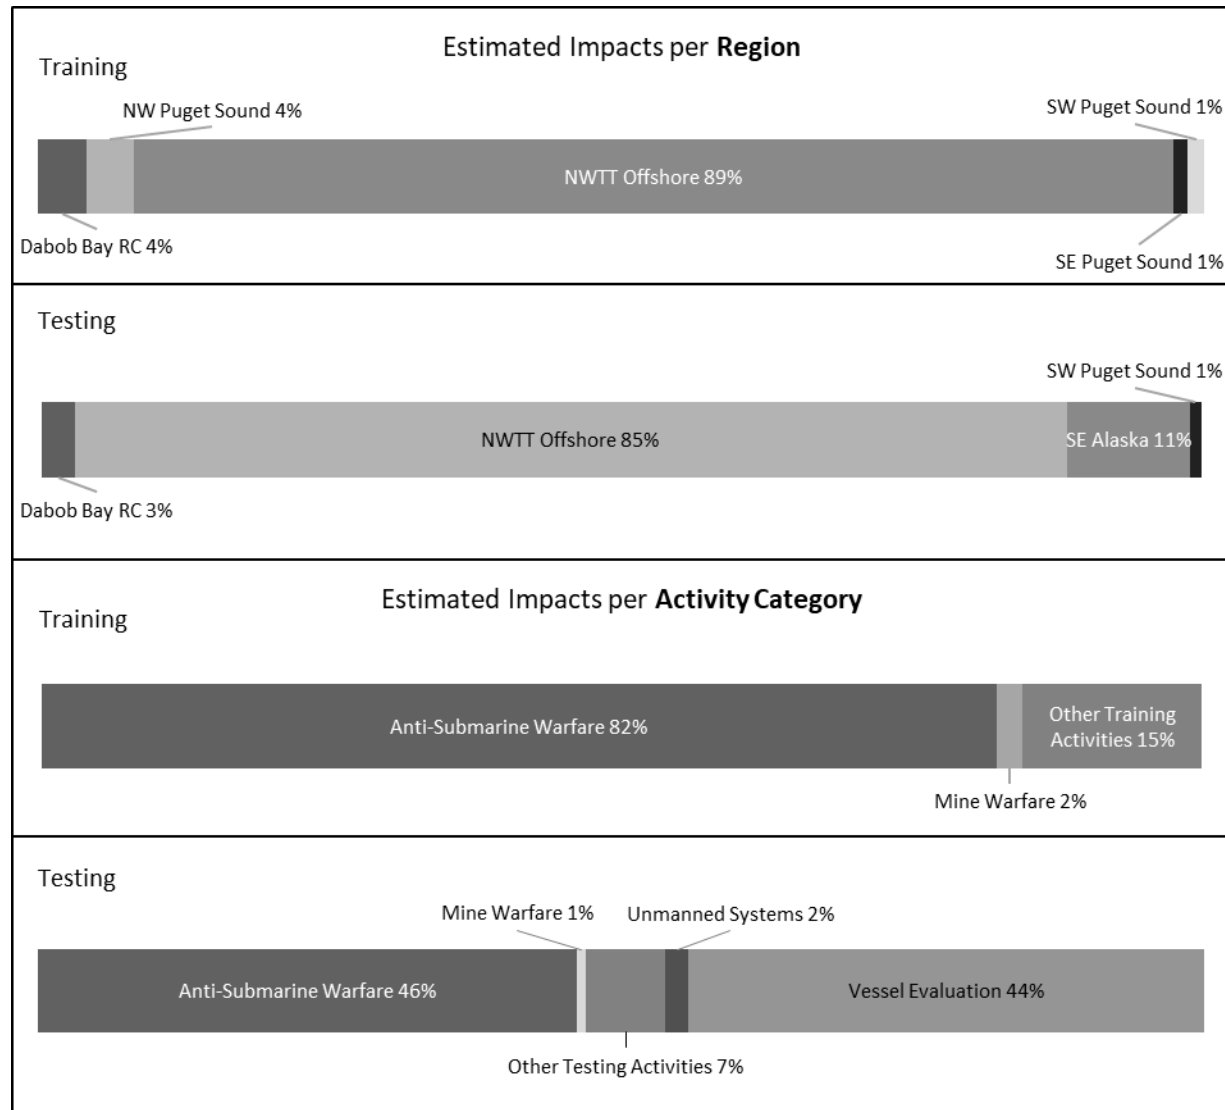 Estimated Impacts per Region
Training
NW Puget Sound 4%
SW Puget Sound 1%
NWTT Offshore 89%
Dabob Bay RC 4%
SE Puget Sound 1%
Testing
SW Puget Sound 1%
NWTT Offshore 85%
SE Alaska 11%
Dabob Bay RC 3%
Estimated Impacts per Activity Category
Training
Anti-Submarine Warfare 82%
Other Training
Activities 15%
Mine Warfare 2%
Testing
Mine Warfare 1%
Unmanned Systems 2%
Anti-Submarine Warfare 46%
Vessel Evaluation 44%
Other Testing Activities 7%